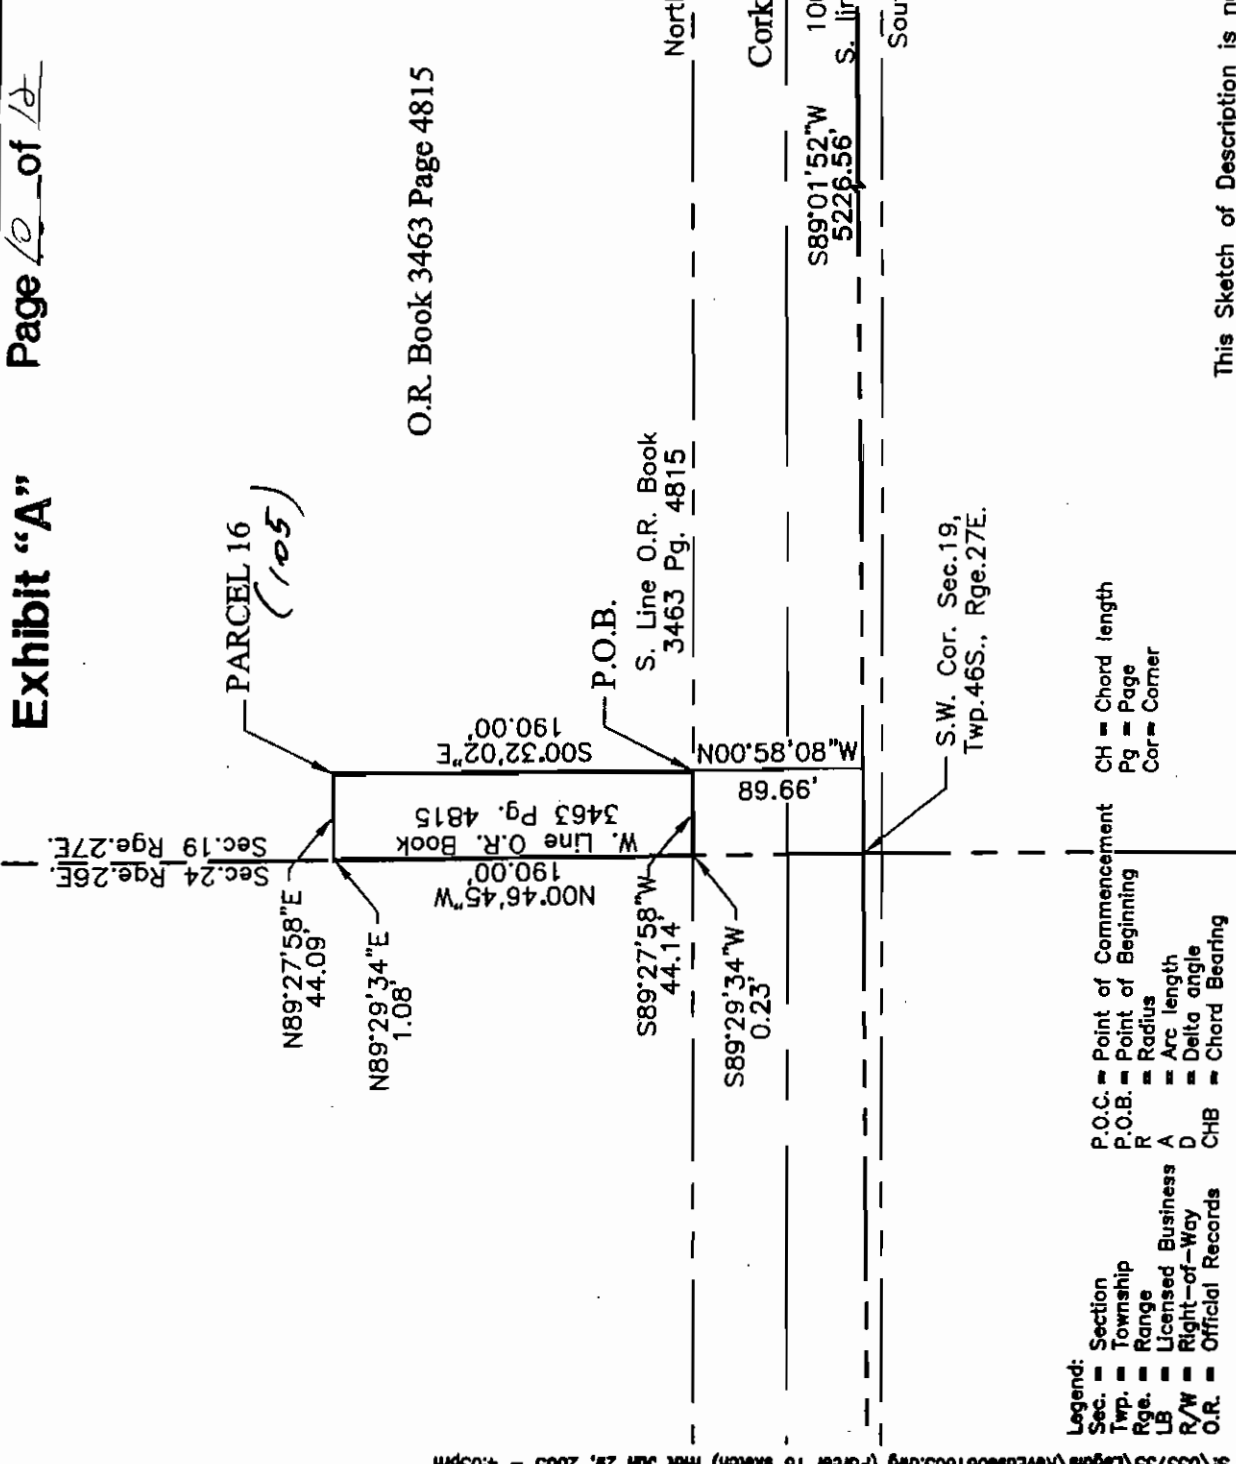 Exhibit “A”
Page 10 of 12
PARCEL 16
(105)
O.R. Book 3463 Page 4815
Sec.24 Rge.26E.
Sec.19 Rge.27E.
N89°27'58"E
44.09'
N89°29'34"E
1.08'
N00°46'45"W
190.00'
W. Line O.R. Book
3463 Pg. 4815
S00°32'02"E
190.00'
P.O.B.
S. Line O.R. Book
3463 Pg. 4815
S89°27'58"W
44.14'
S89°29'34"W
0.23'
N00°58'08"W
89.66'
S89°01'52"W
5226.56'
S.W. Cor. Sec.19,
Twp.46S., Rge.27E.
Cork
100
Legend:
Sec. = Section
Twp. = Township
Rge. = Range
LB = Licensed Business
R/W = Right-of-Way
O.R. = Official Records
P.O.C. = Point of Commencement
P.O.B. = Point of Beginning
R = Radius
A = Arc length
D = Delta angle
CHB = Chord Bearing
CH = Chord length
Pg = Page
Cor= Corner
This Sketch of Description is